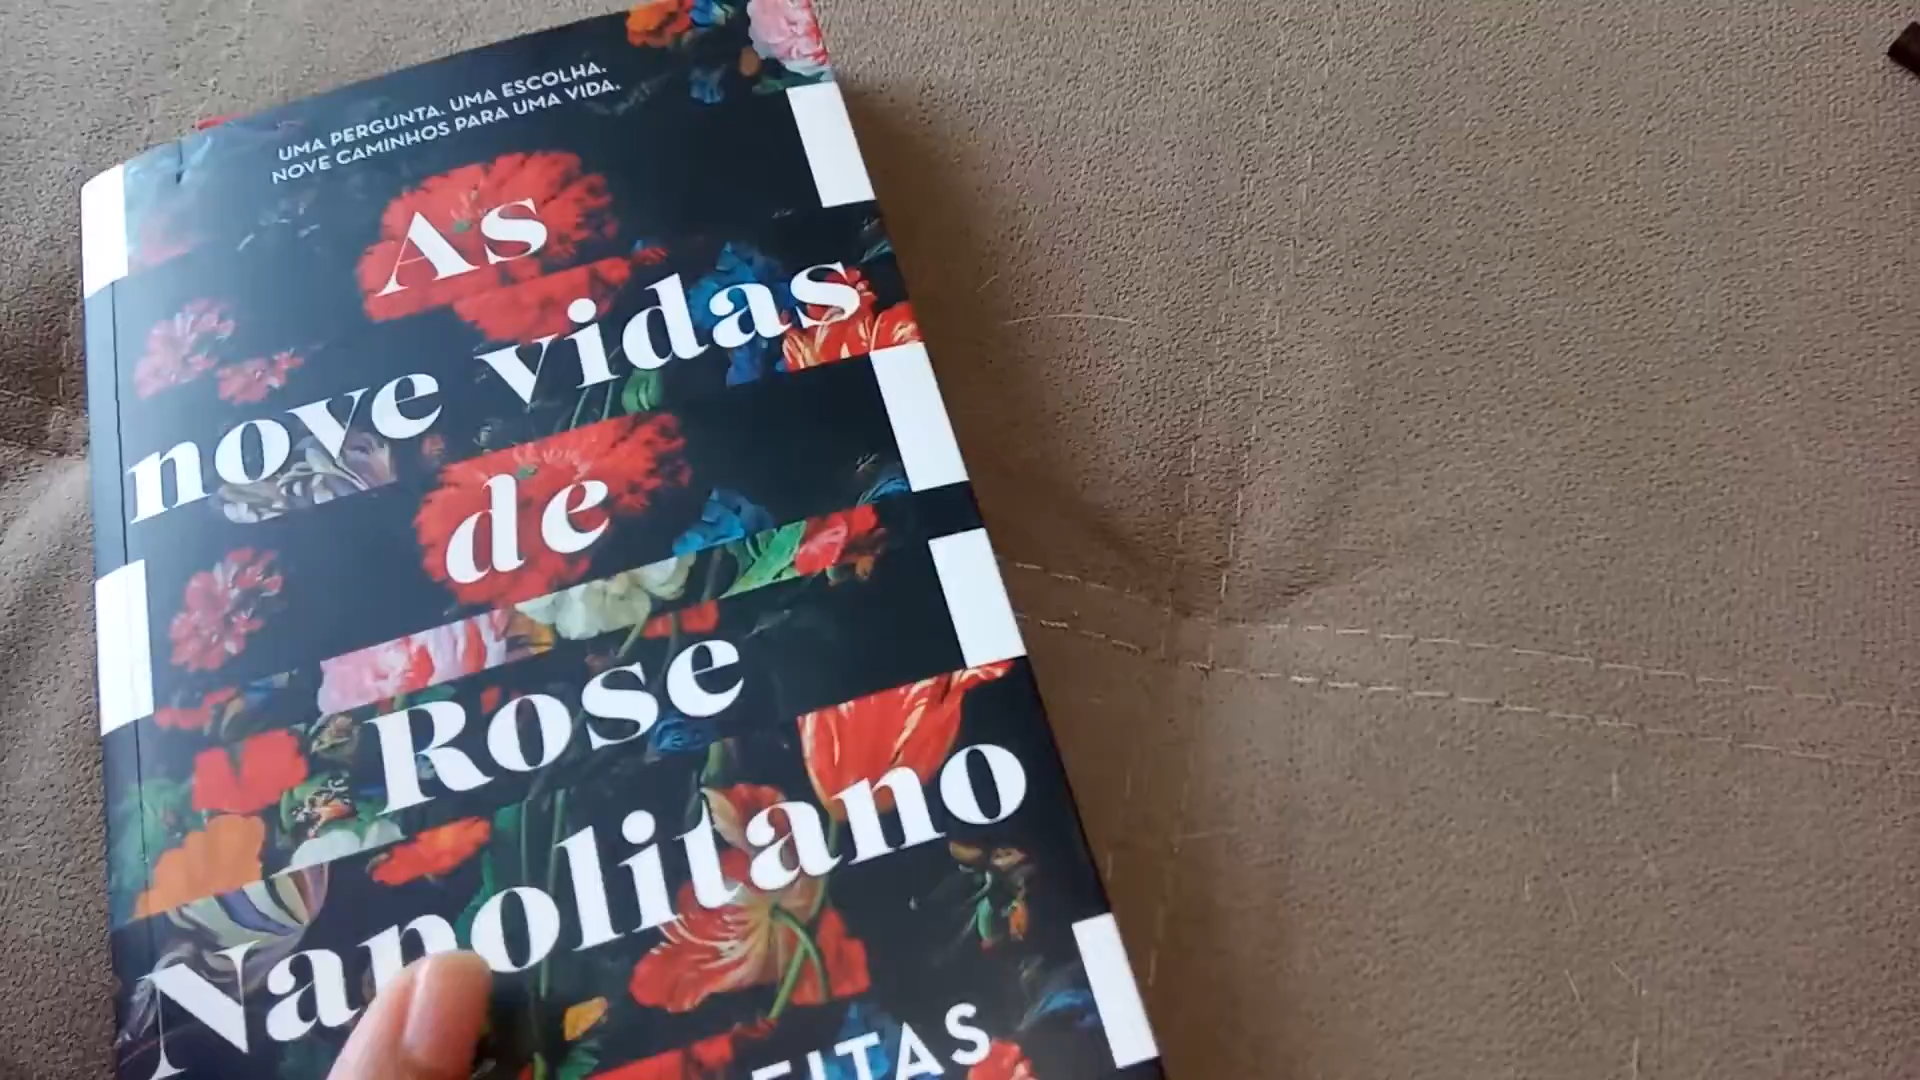 UMA PERGUNTA. UMA ESCOLHA.
NOVE CAMINHOS PARA UMA VIDA.
As
nove vidas
de
Rose
Napolitano